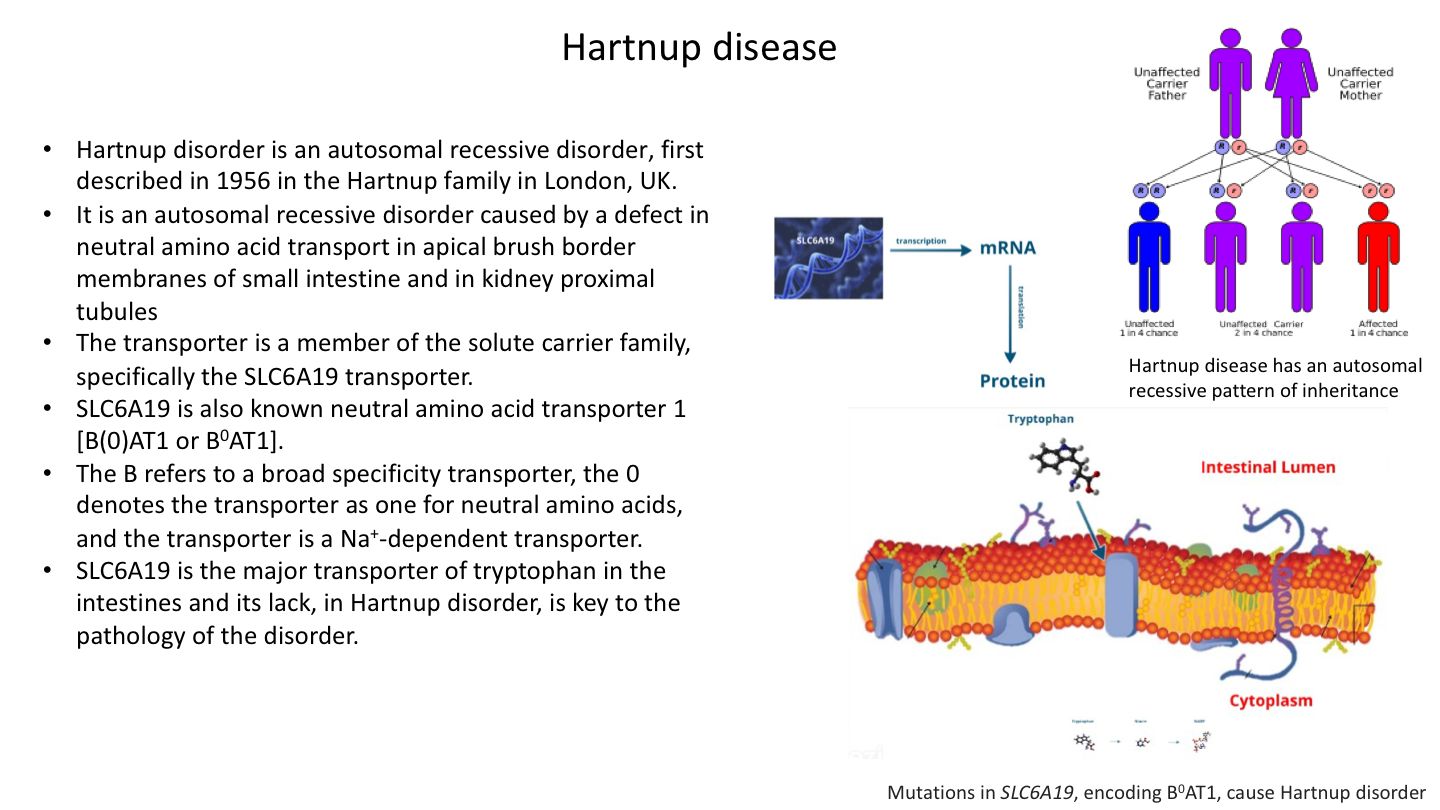 Hartnup disease
• Hartnup disorder is an autosomal recessive disorder, first
described in 1956 in the Hartnup family in London, UK.
• It is an autosomal recessive disorder caused by a defect in
neutral amino acid transport in apical brush border
membranes of small intestine and in kidney proximal
tubules
• The transporter is a member of the solute carrier family,
specifically the SLC6A19 transporter.
• SLC6A19 is also known neutral amino acid transporter 1
[B(0)AT1 or B⁰AT1].
• The B refers to a broad specificity transporter, the 0
denotes the transporter as one for neutral amino acids,
and the transporter is a Na⁺-dependent transporter.
• SLC6A19 is the major transporter of tryptophan in the
intestines and its lack, in Hartnup disorder, is key to the
pathology of the disorder.
Unaffected
Carrier
Father
Unaffected
Carrier
Mother
R r R r
R R R r R r r r
Unaffected
1 in 4 chance
Unaffected Carrier
2 in 4 chance
Affected
1 in 4 chance
Hartnup disease has an autosomal
recessive pattern of inheritance
SLC6A19
transcription
mRNA
translation
Protein
Tryptophan
Intestinal Lumen
Cytoplasm
Tryptophan Niacin
Mutations in SLC6A19, encoding B⁰AT1, cause Hartnup disorder